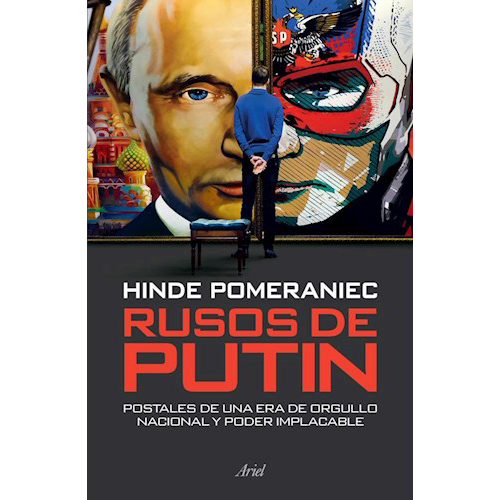 SP
HINDE POMERANIEC
RUSOS DE
PUTIN
POSTALES DE UNA ERA DE ORGULLO
NACIONAL Y PODER IMPLACABLE
Ariel